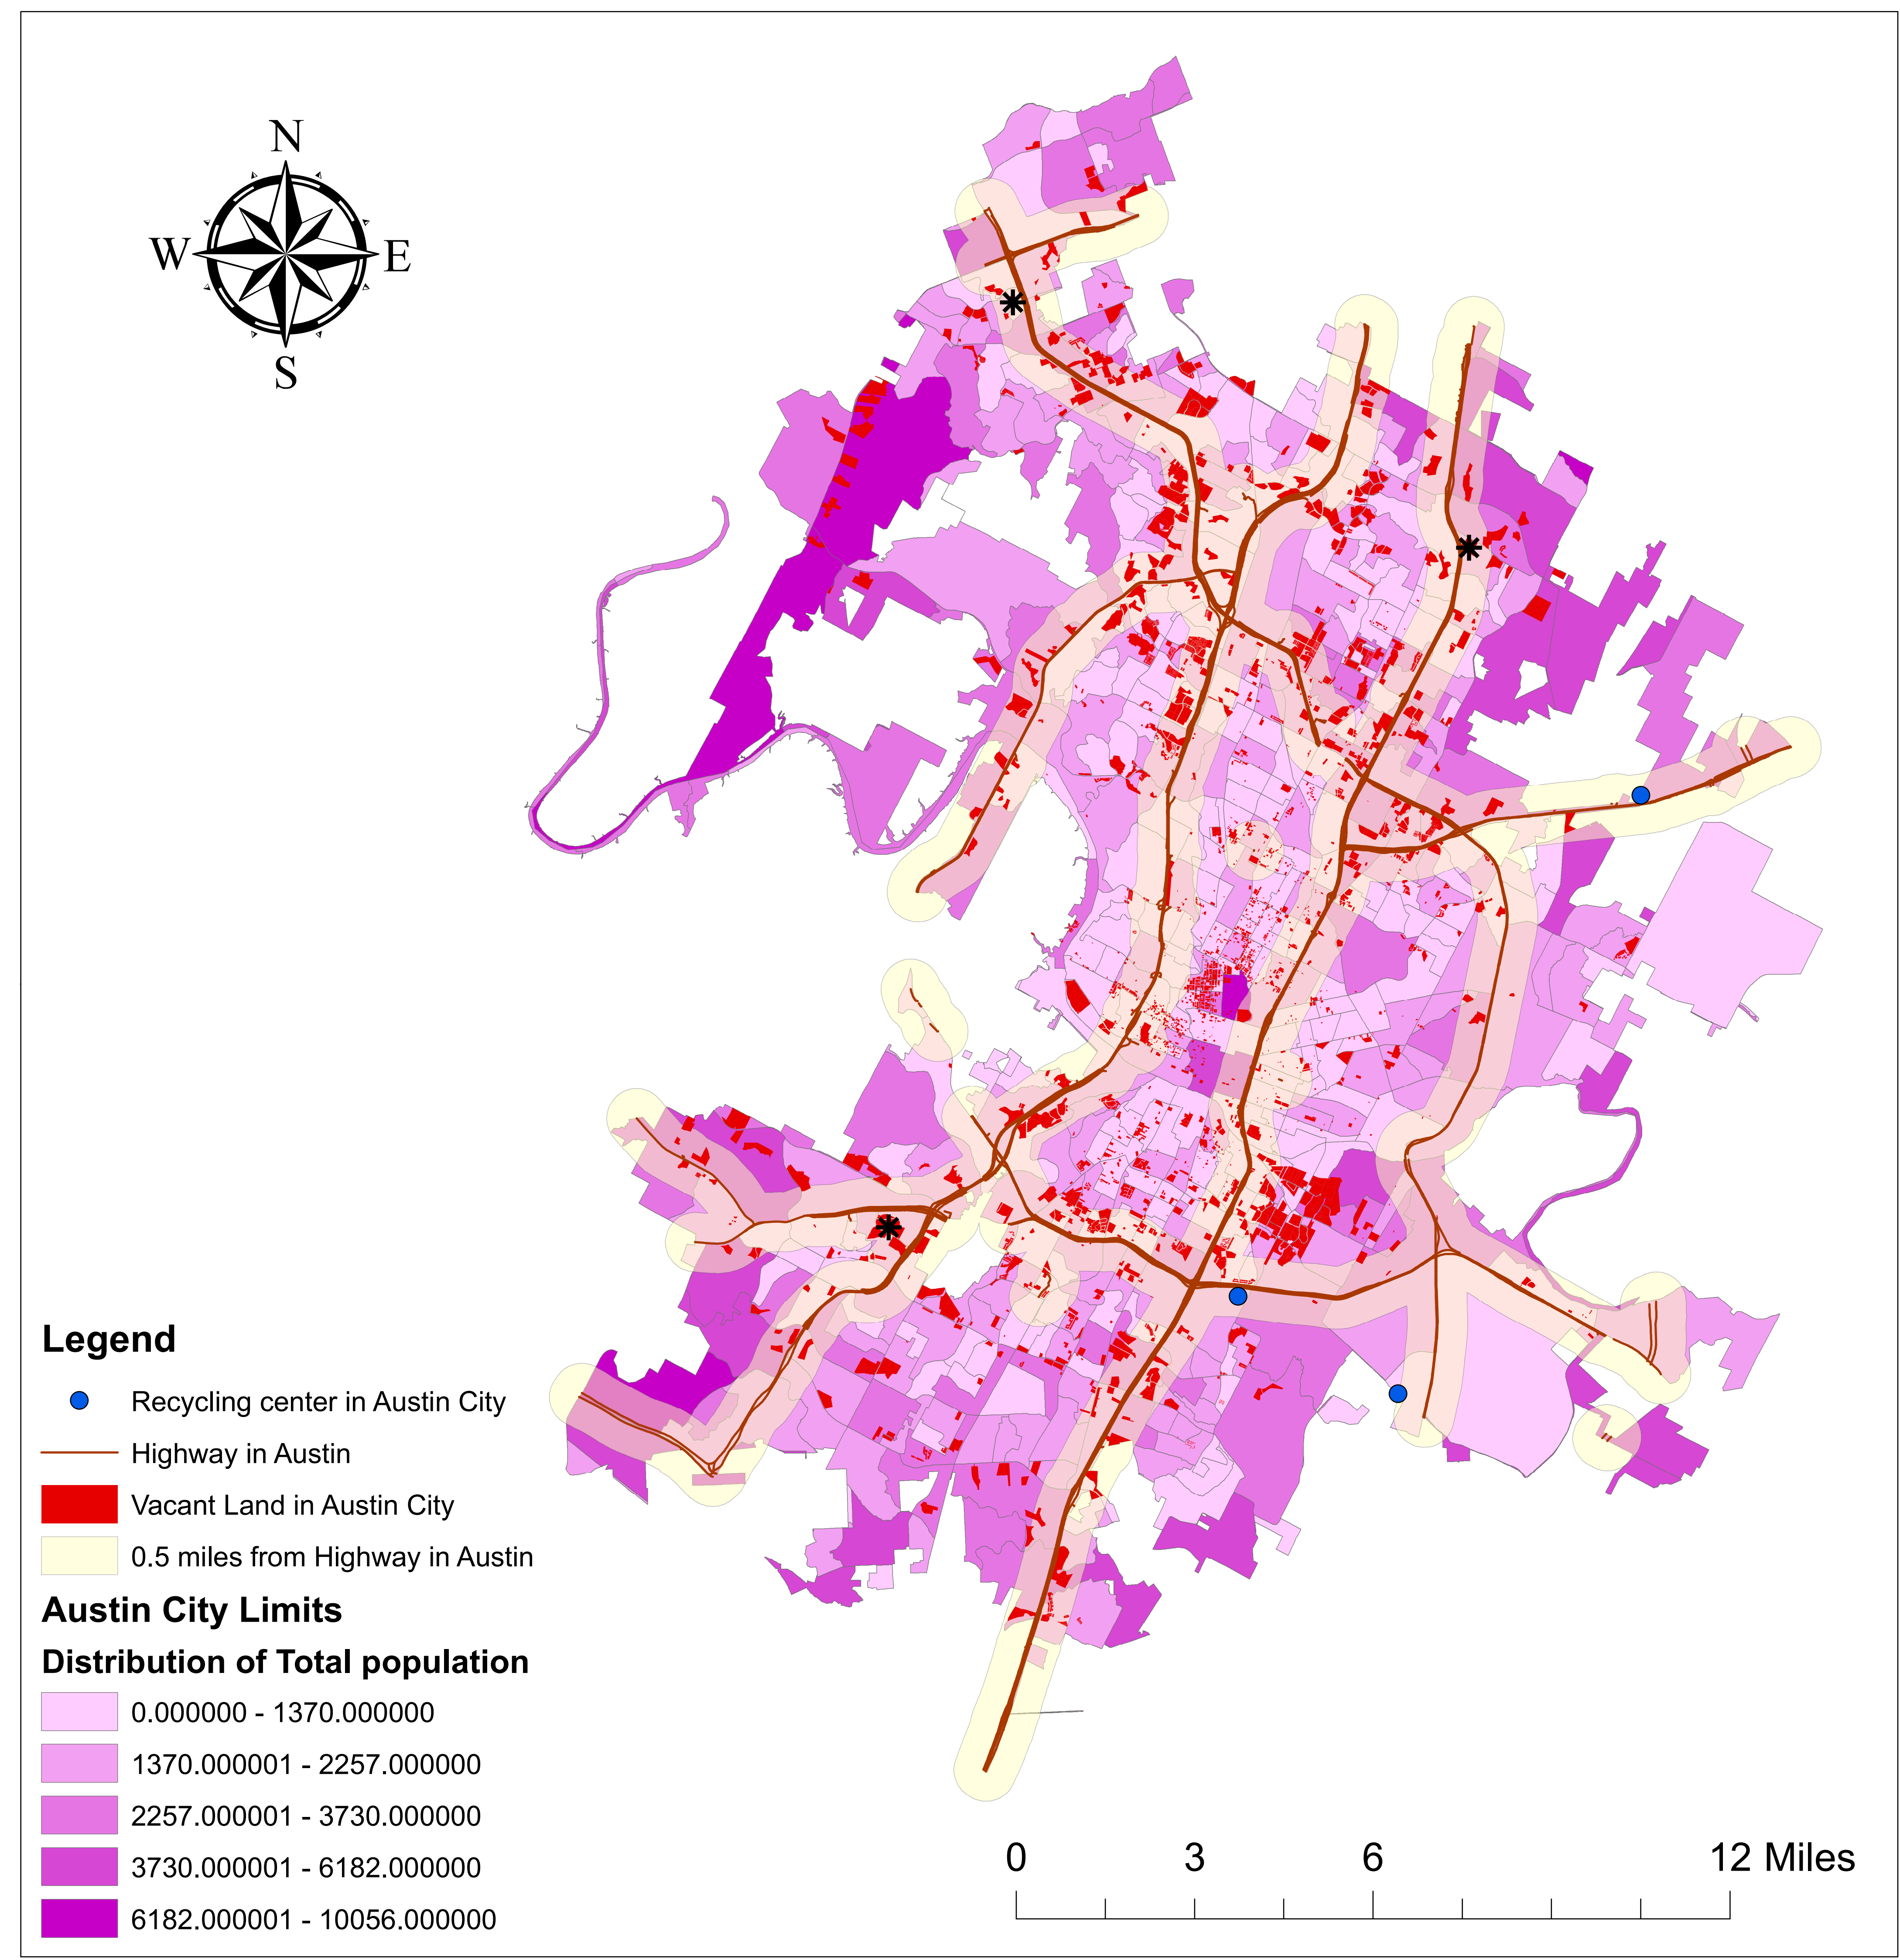 N
W E
S
Legend
Recycling center in Austin City
Highway in Austin
Vacant Land in Austin City
0.5 miles from Highway in Austin
Austin City Limits
Distribution of Total population
0.000000 - 1370.000000
1370.000001 - 2257.000000
2257.000001 - 3730.000000
3730.000001 - 6182.000000
6182.000001 - 10056.000000
0 3 6 12 Miles